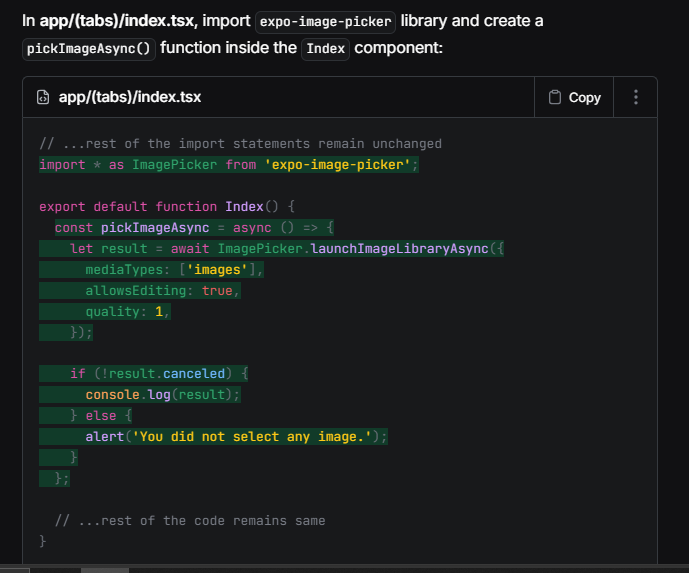 In app/(tabs)/index.tsx, import expo-image-picker library and create a
pickImageAsync() function inside the Index component:
app/(tabs)/index.tsx Copy
// ...rest of the import statements remain unchanged
import * as ImagePicker from 'expo-image-picker';

export default function Index() {
  const pickImageAsync = async () => {
    let result = await ImagePicker.launchImageLibraryAsync({
      mediaTypes: ['images'],
      allowsEditing: true,
      quality: 1,
    });

    if (!result.canceled) {
      console.log(result);
    } else {
      alert('You did not select any image.');
    }
  };

  // ...rest of the code remains same
}